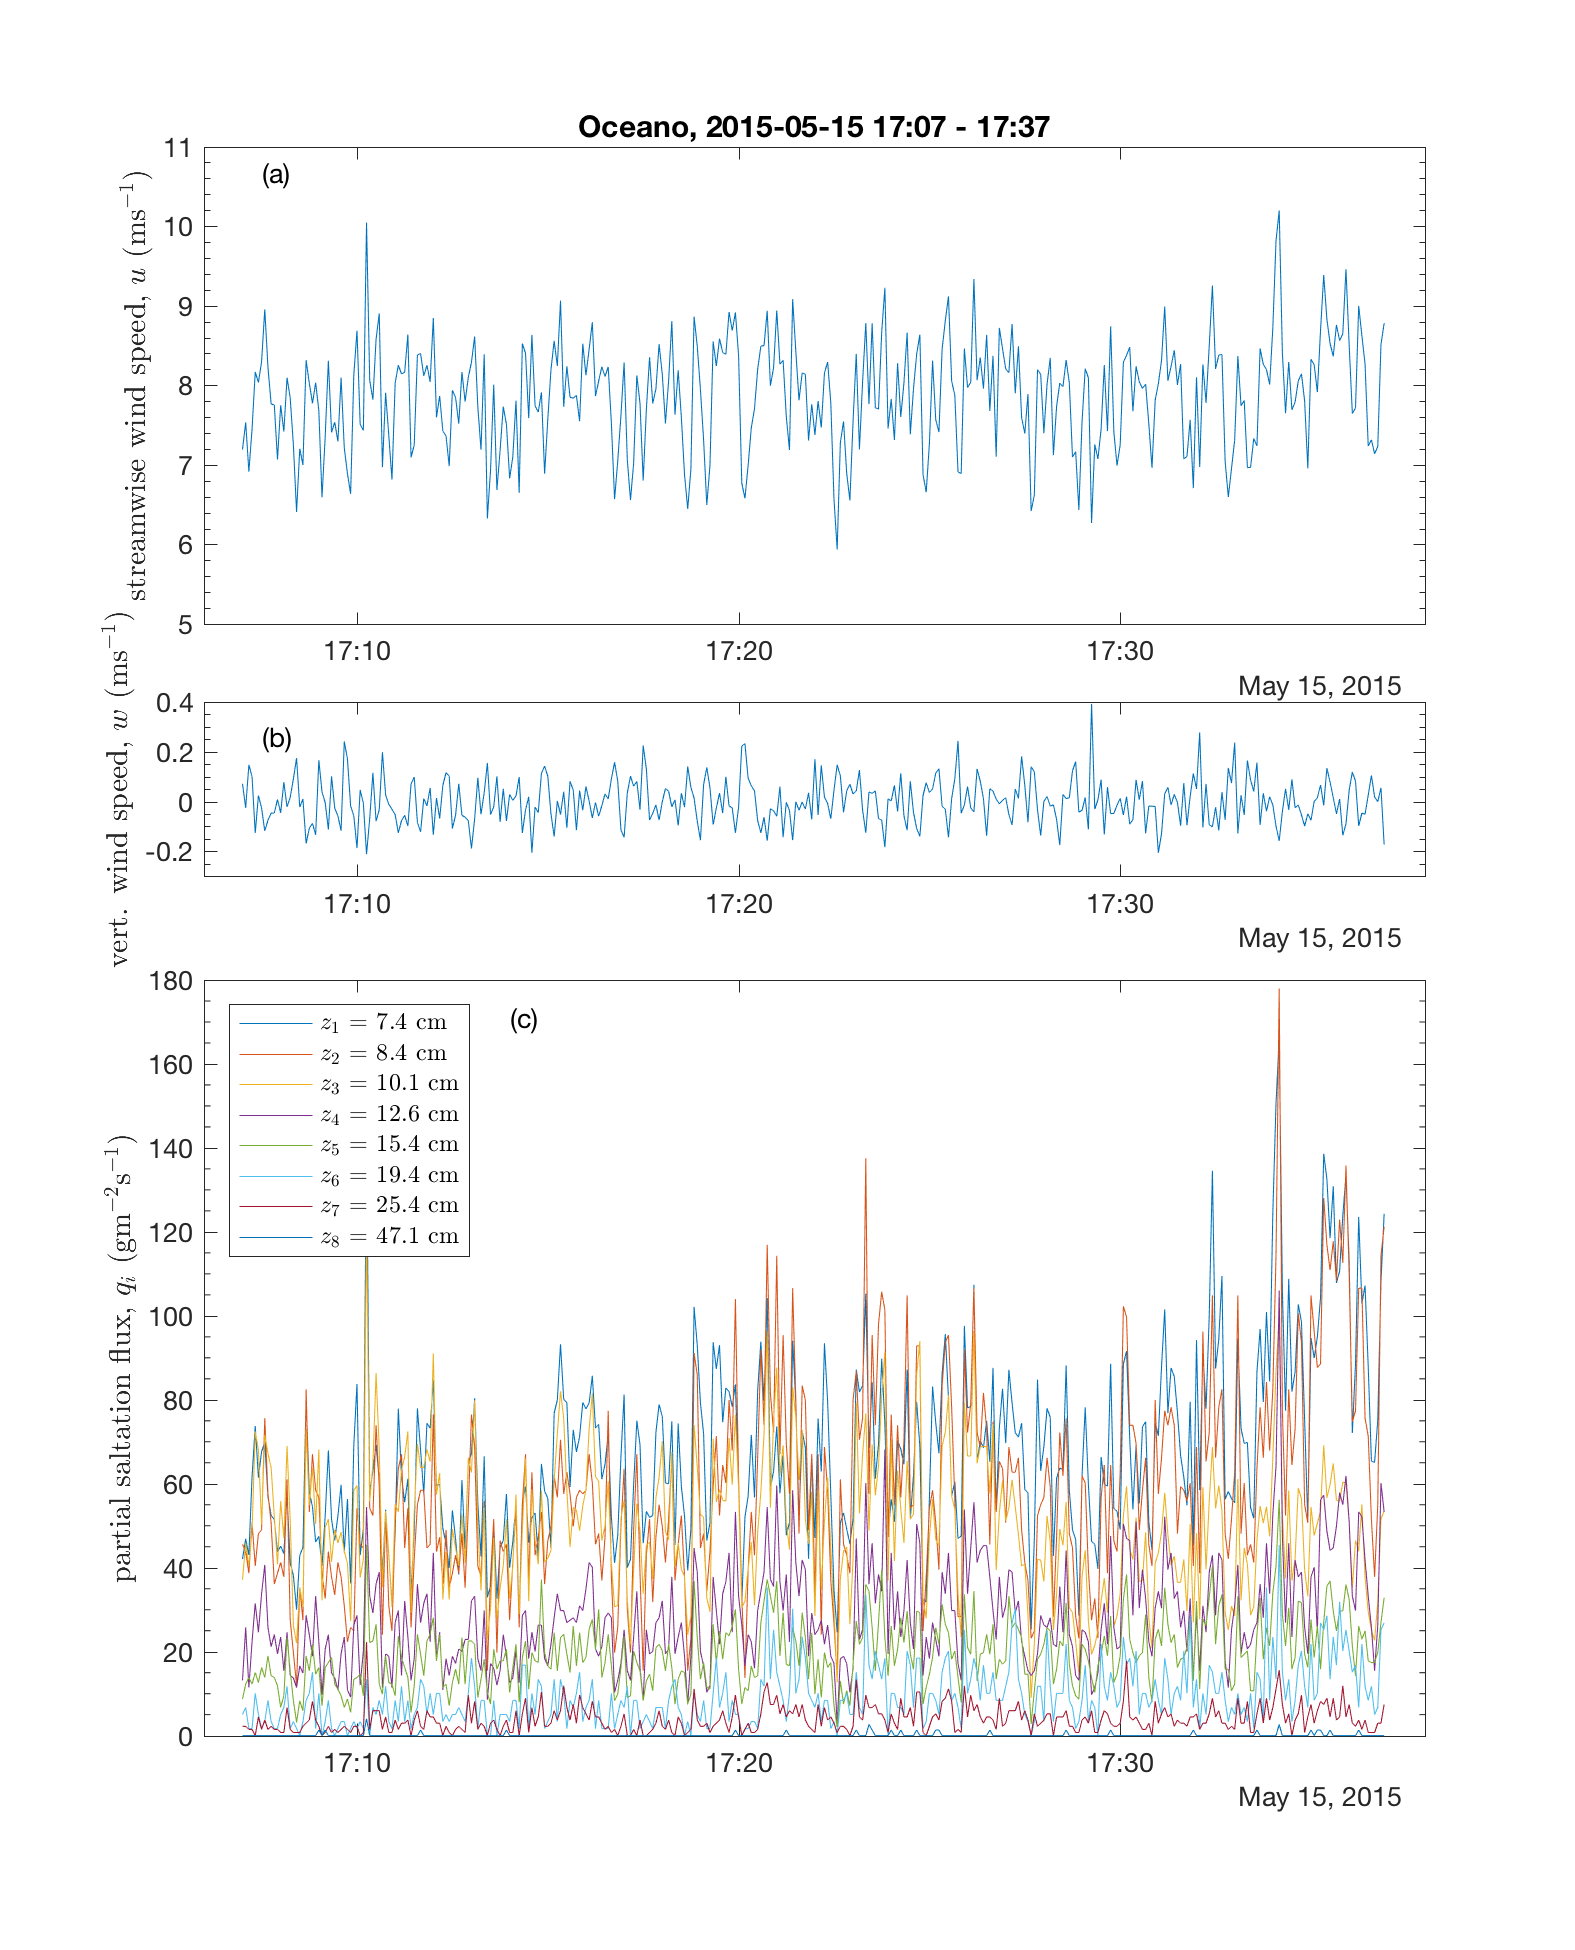 Oceano, 2015-05-15 17:07 - 17:37
11
10
9
8
7
6
5
streamwise wind speed, u (ms⁻¹)
(a)
17:10 17:20 17:30
May 15, 2015
0.4
0.2
0
-0.2
vert. wind speed, w (ms⁻¹)
(b)
17:10 17:20 17:30
May 15, 2015
180
160
140
120
100
80
60
40
20
0
partial saltation flux, qᵢ (gm⁻²s⁻¹)
(c)
z₁ = 7.4 cm
z₂ = 8.4 cm
z₃ = 10.1 cm
z₄ = 12.6 cm
z₅ = 15.4 cm
z₆ = 19.4 cm
z₇ = 25.4 cm
z₈ = 47.1 cm
17:10 17:20 17:30
May 15, 2015